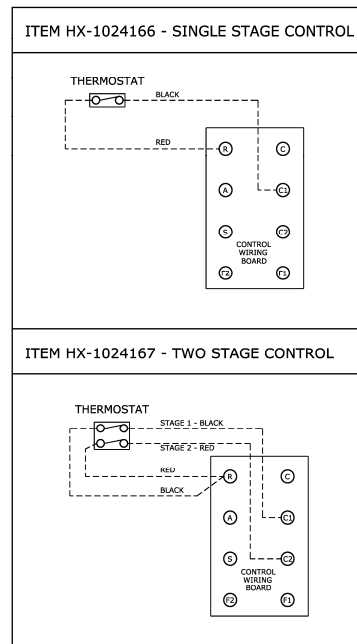 ITEM HX-1024166 - SINGLE STAGE CONTROL
THERMOSTAT
BLACK
RED
R C
A C1
S C2
CONTROL
WIRING
BOARD
F2 F1
ITEM HX-1024167 - TWO STAGE CONTROL
THERMOSTAT
STAGE 1 - BLACK
STAGE 2 - RED
RED
BLACK
R C
A C1
S C2
CONTROL
WIRING
BOARD
F2 F1